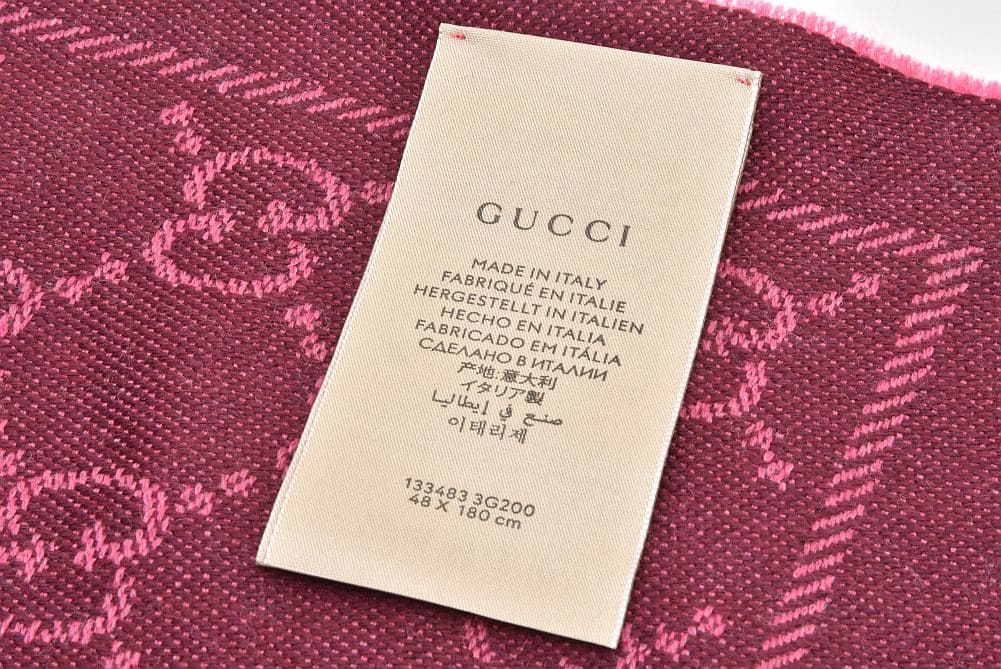 GUCCI
MADE IN ITALY
FABRIQUÉ EN ITALIE
HERGESTELLT IN ITALIEN
HECHO EN ITALIA
FABRICADO EM ITÁLIA
СДЕЛАНО В ИТАЛИИ
产地:意大利
イタリア製
صنع في إيطاليا
이태리제
133483 3G200
48 X 180 cm